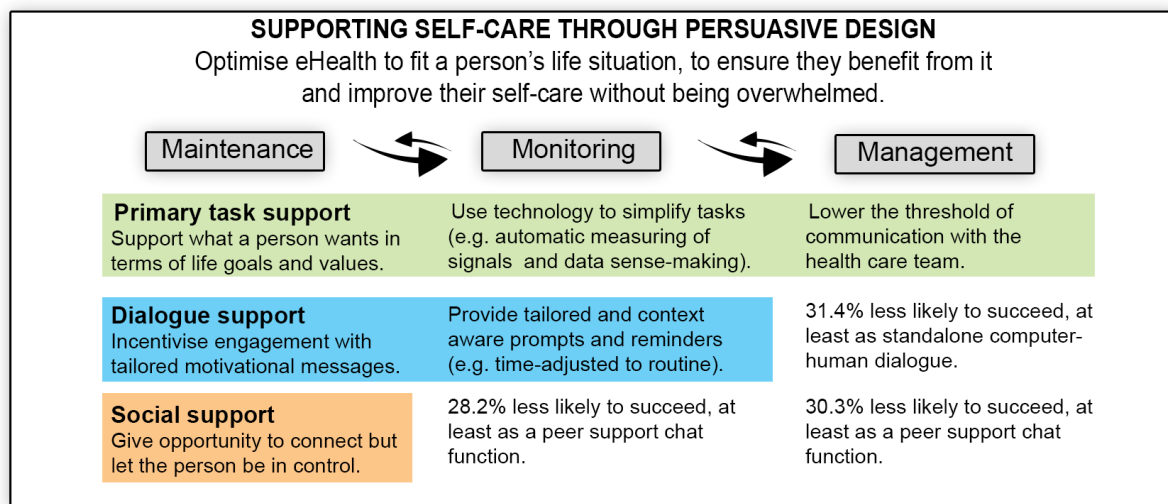 SUPPORTING SELF-CARE THROUGH PERSUASIVE DESIGN
Optimise eHealth to fit a person's life situation, to ensure they benefit from it
and improve their self-care without being overwhelmed.
Maintenance
Monitoring
Management
Primary task support
Support what a person wants in
terms of life goals and values.
Use technology to simplify tasks
(e.g. automatic measuring of
signals and data sense-making).
Lower the threshold of
communication with the
health care team.
Dialogue support
Incentivise engagement with
tailored motivational messages.
Provide tailored and context
aware prompts and reminders
(e.g. time-adjusted to routine).
31.4% less likely to succeed, at
least as standalone computer-
human dialogue.
Social support
Give opportunity to connect but
let the person be in control.
28.2% less likely to succeed, at
least as a peer support chat
function.
30.3% less likely to succeed, at
least as a peer support chat
function.